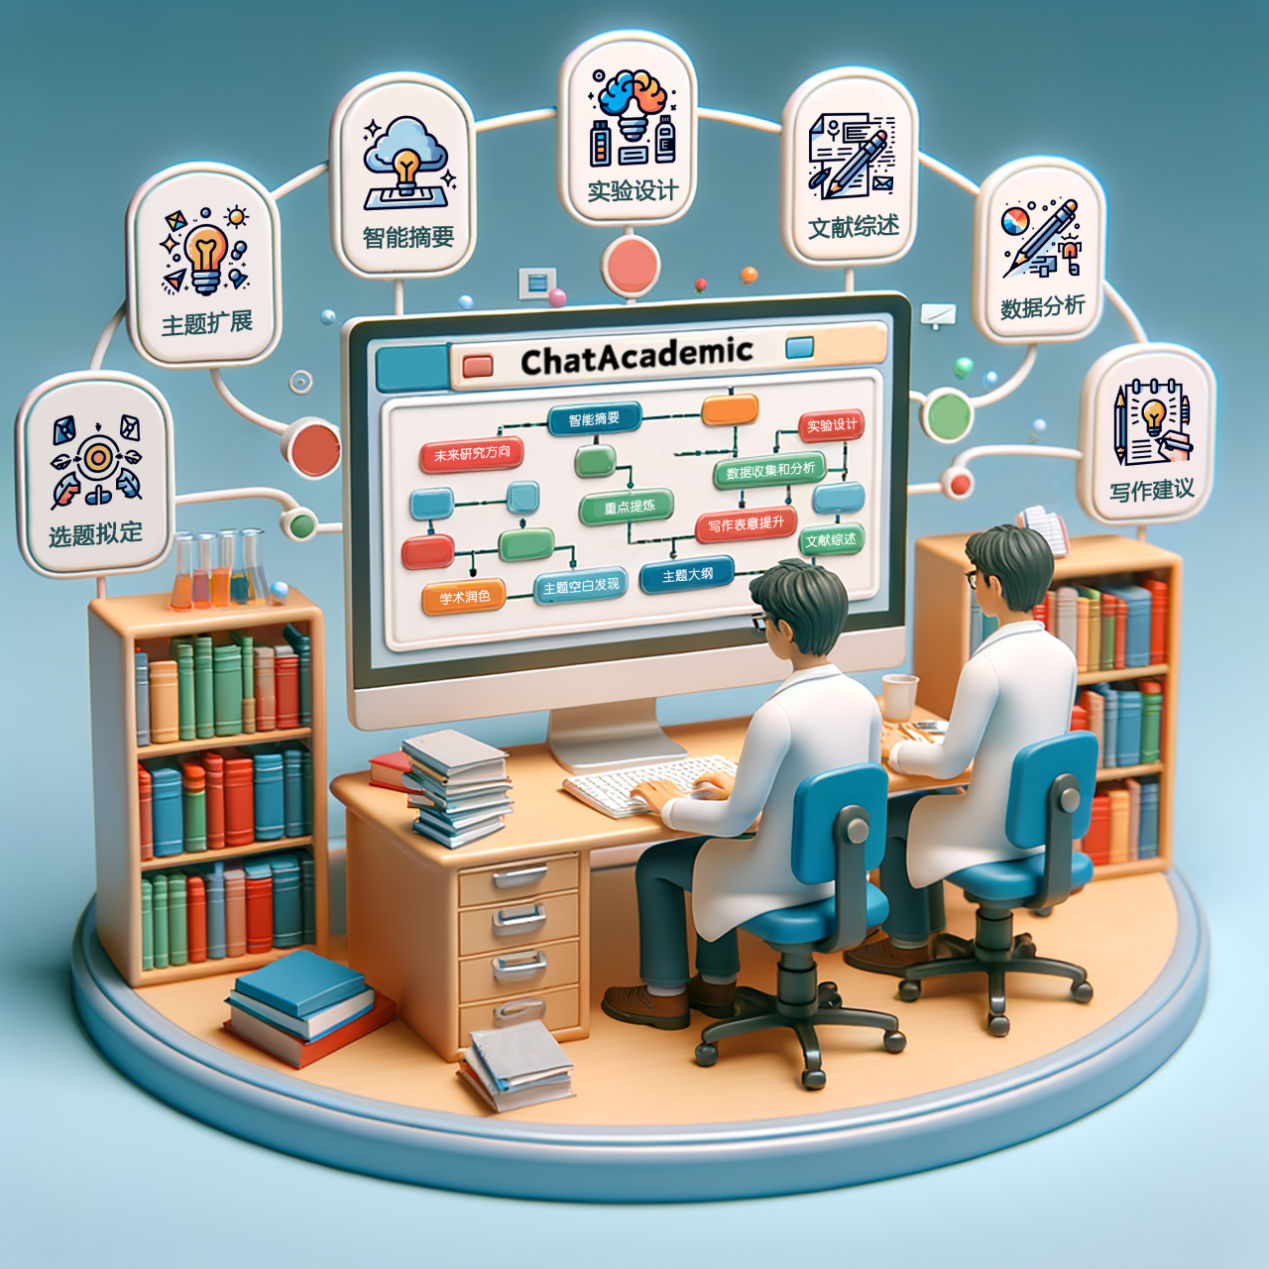 实验设计
智能摘要
文献综述
主题扩展
数据分析
选题拟定
写作建议
ChatAcademic
智能摘要
实验设计
未来研究方向
数据收集和分析
重点提炼
写作表意提升
文献综述
主题大纲
主题空白发现
学术润色